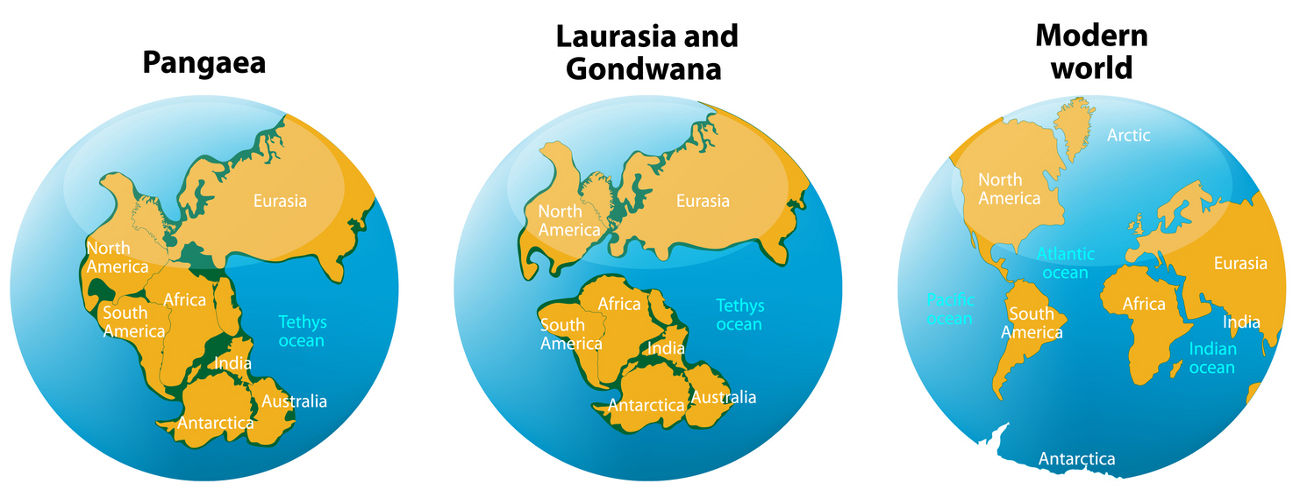 Pangaea
Eurasia
North
America
Africa
South
America
Tethys
ocean
India
Australia
Antarctica
Laurasia and
Gondwana
Eurasia
North
America
Africa
Tethys
ocean
South
America
India
Australia
Antarctica
Modern
world
Arctic
North
America
Atlantic
ocean
Eurasia
Pacific
ocean
Africa
South
America
India
Indian
ocean
Antarctica